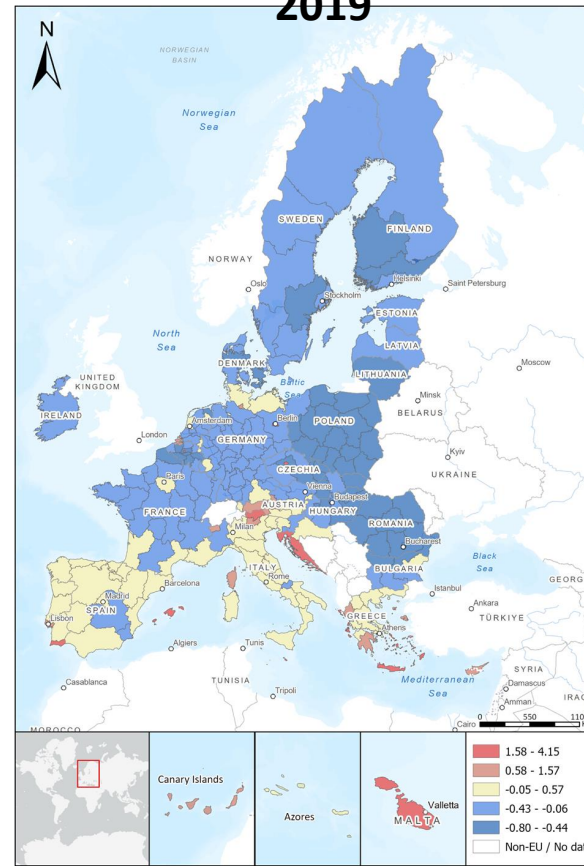 2019
N
NORWEGIAN
BASIN
Norwegian
Sea
SWEDEN
FINLAND
NORWAY
Helsinki
Oslo
Saint Petersburg
Stockholm
ESTONIA
North
Sea
LATVIA
Moscow
DENMARK
Baltic
LITHUANIA
UNITED
KINGDOM
Minsk
BELARUS
IRELAND
Amsterdam
Berlin
POLAND
London
GERMANY
Kyiv
UKRAINE
CZECHIA
Paris
Vienna
Budapest
AUSTRIA
HUNGARY
FRANCE
ROMANIA
Milan
Bucharest
Black
Sea
ITALY
BULGARIA
GEORG
Barcelona
Rome
Istanbul
Madrid
Ankara
SPAIN
TÜRKIYE
Lisbon
GREECE
Athens
Algiers
Tunis
SYRIA
Mediterranean
Sea
Damascus
Casablanca
TUNISIA
Amman
IRAQ
Tripoli
0 550 110
Cairo
MOROCCO
Canary Islands
Azores
Valletta
MALTA
1.58 - 4.15
0.58 - 1.57
-0.05 - 0.57
-0.43 - -0.06
-0.80 - -0.44
Non-EU / No da